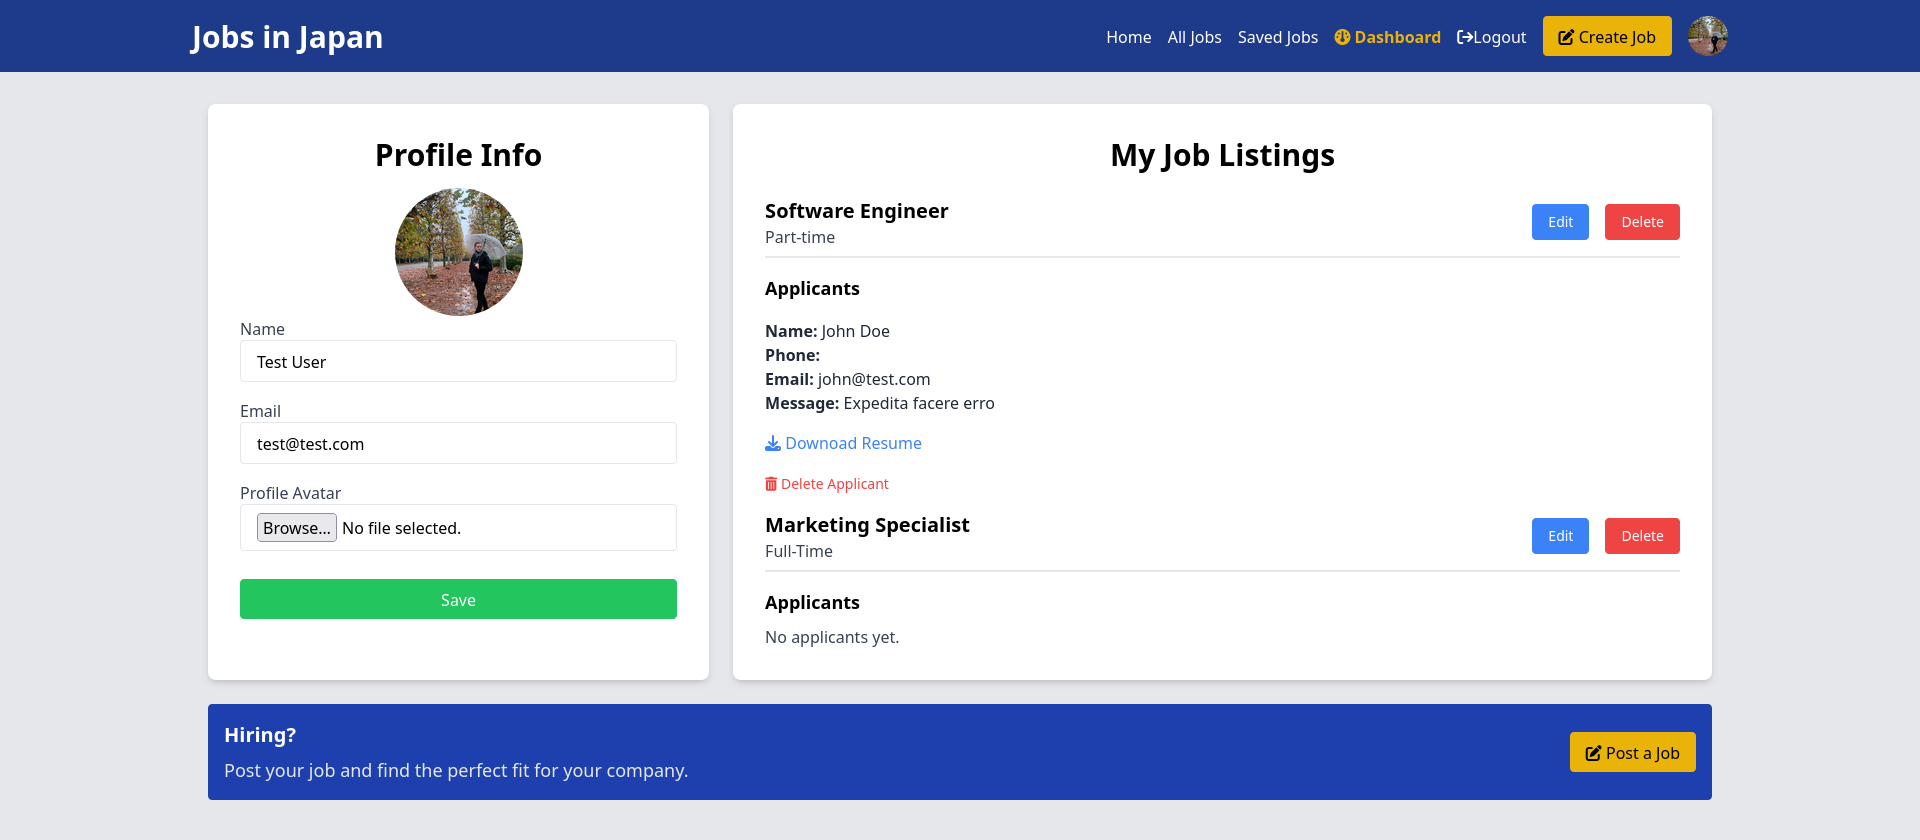 Jobs in Japan
Home All Jobs Saved Jobs Dashboard Logout Create Job
Profile Info
Name
Test User
Email
test@test.com
Profile Avatar
Browse... No file selected.
Save
My Job Listings
Software Engineer
Part-time
Edit Delete
Applicants
Name: John Doe
Phone:
Email: john@test.com
Message: Expedita facere erro
Downoad Resume
Delete Applicant
Marketing Specialist
Full-Time
Edit Delete
Applicants
No applicants yet.
Hiring?
Post your job and find the perfect fit for your company.
Post a Job